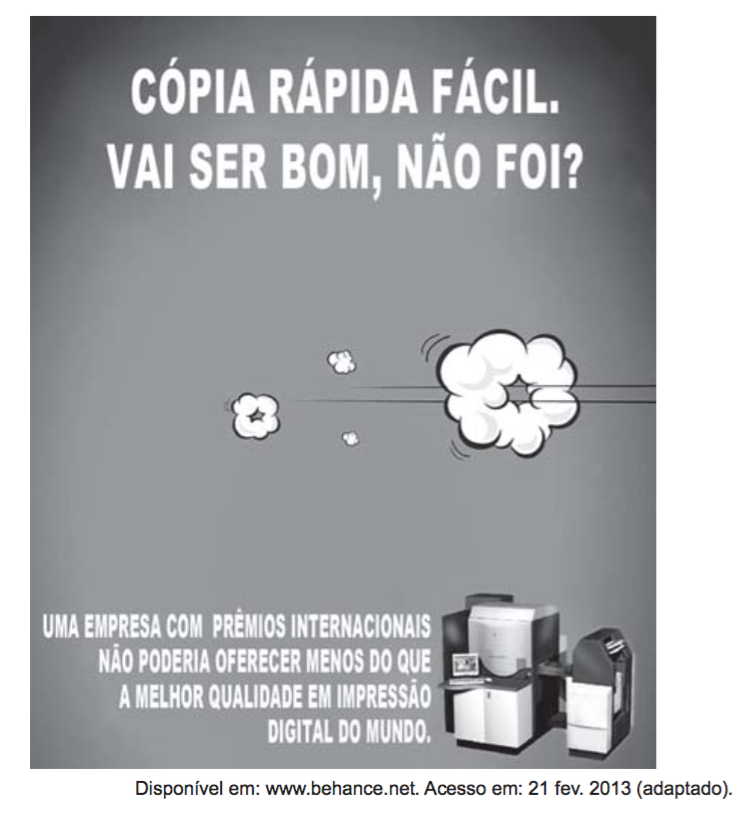 CÓPIA RÁPIDA FÁCIL.
VAI SER BOM, NÃO FOI?
UMA EMPRESA COM PRÊMIOS INTERNACIONAIS
NÃO PODERIA OFERECER MENOS DO QUE
A MELHOR QUALIDADE EM IMPRESSÃO
DIGITAL DO MUNDO.
Disponível em: www.behance.net. Acesso em: 21 fev. 2013 (adaptado).